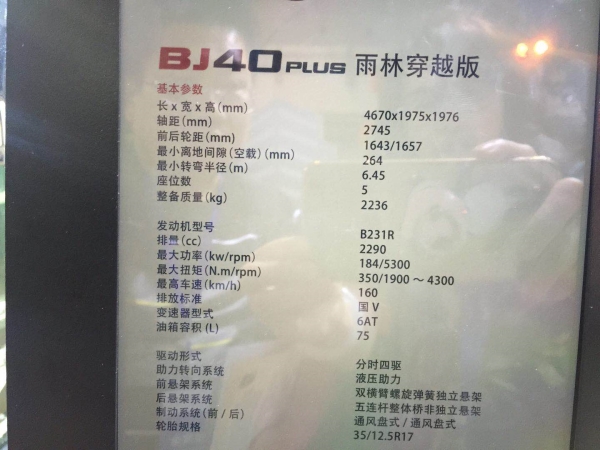 BJ40 PLUS 雨林穿越版
基本参数
长 x 宽 x 高 (mm) 4670x1975x1976
轴距 (mm) 2745
前后轮距 (mm) 1643/1657
最小离地间隙 (空载) (mm) 264
最小转弯半径 (m) 6.45
座位数 5
整备质量 (kg) 2236
发动机型号 B231R
排量 (cc) 2290
最大功率 (kw/rpm) 184/5300
最大扭矩 (N.m/rpm) 350/1900 ~ 4300
最高车速 (km/h) 160
排放标准 国 V
变速器型式 6AT
油箱容积 (L) 75
驱动形式 分时四驱
助力转向系统 液压助力
前悬架系统 双横臂螺旋弹簧独立悬架
后悬架系统 五连杆整体桥非独立悬架
制动系统 (前 / 后) 通风盘式 / 通风盘式
轮胎规格 35/12.5R17